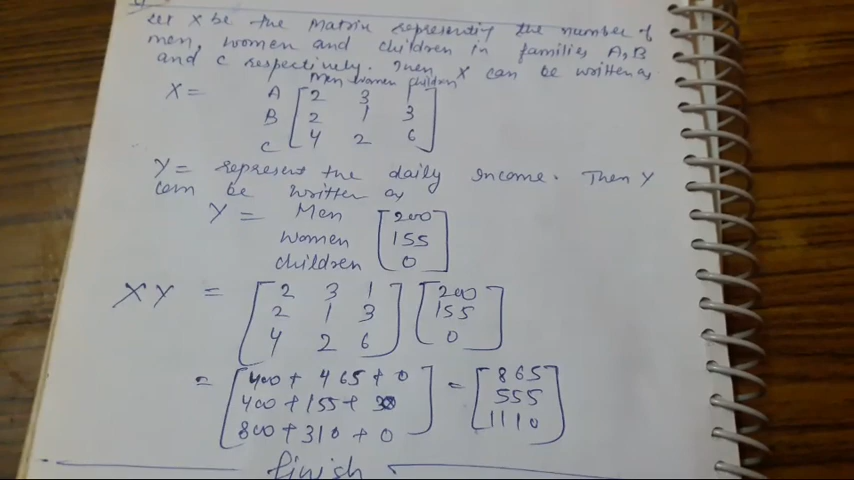 Let X be the Matrix representing the number of
men, women and children in families A, B
and C respectively. Then X can be written as
Men women children
X = A [2 3 1]
B [2 1 3]
C [4 2 6]
Y = represent the daily Income. Then Y
can be written as
Y = Men [200]
women [155]
children [0]
XY = [2 3 1] [200]
[2 1 3] [155]
[4 2 6] [0]
= [400 + 465 + 0] = [865]
[400 + 155 + 0] [555]
[800 + 310 + 0] [1110]
finish